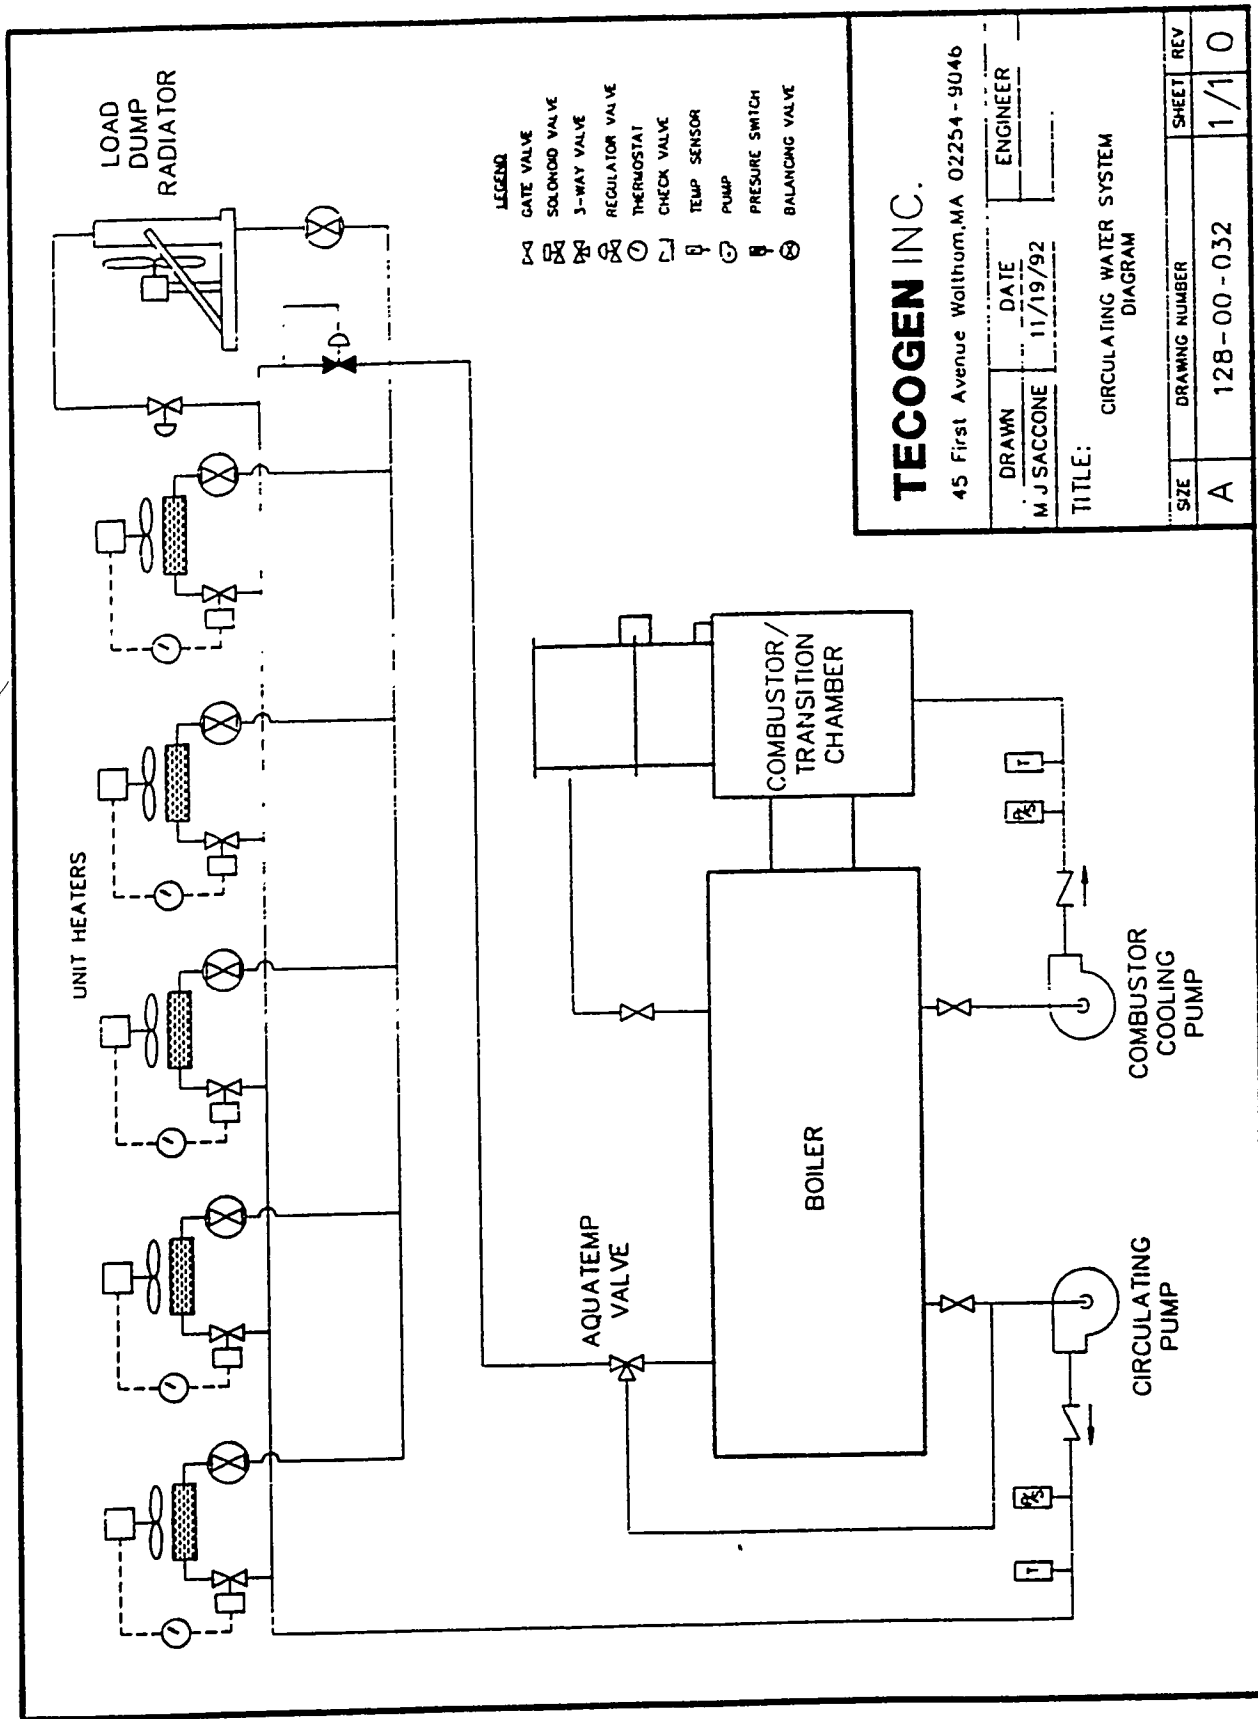 LOAD
DUMP
RADIATOR
UNIT HEATERS
LEGEND
GATE VALVE
SOLONOID VALVE
3-WAY VALVE
REGULATOR VALVE
THERMOSTAT
CHECK VALVE
TEMP SENSOR
PUMP
PRESURE SWITCH
BALANCING VALVE
AQUATEMP
VALVE
BOILER
COMBUSTOR/
TRANSITION
CHAMBER
T
P/S
P/S
T
CIRCULATING
PUMP
COMBUSTOR
COOLING
PUMP
TECOGEN INC.
45 First Avenue Waltham,MA 02254-9046
DRAWN DATE ENGINEER
M J SACCONE 11/19/92
TITLE:
CIRCULATING WATER SYSTEM
DIAGRAM
SIZE DRAWING NUMBER SHEET REV
A 128-00-032 1/1 0